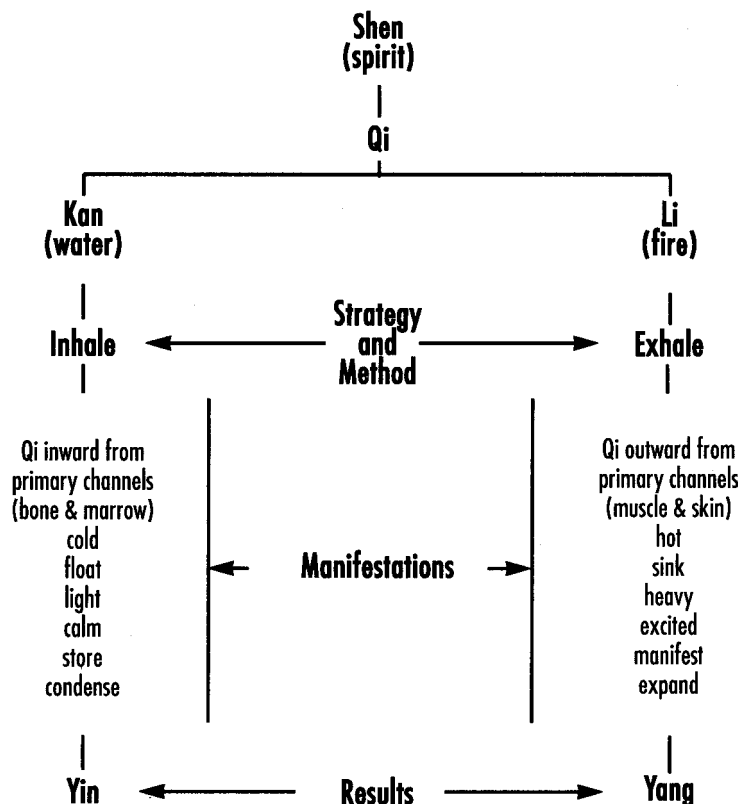 Shen
(spirit)
Qi
Kan
(water)
Li
(fire)
Inhale
Strategy
and
Method
Exhale
Qi inward from
primary channels
(bone & marrow)
cold
float
light
calm
store
condense
Manifestations
Qi outward from
primary channels
(muscle & skin)
hot
sink
heavy
excited
manifest
expand
Yin
Results
Yang